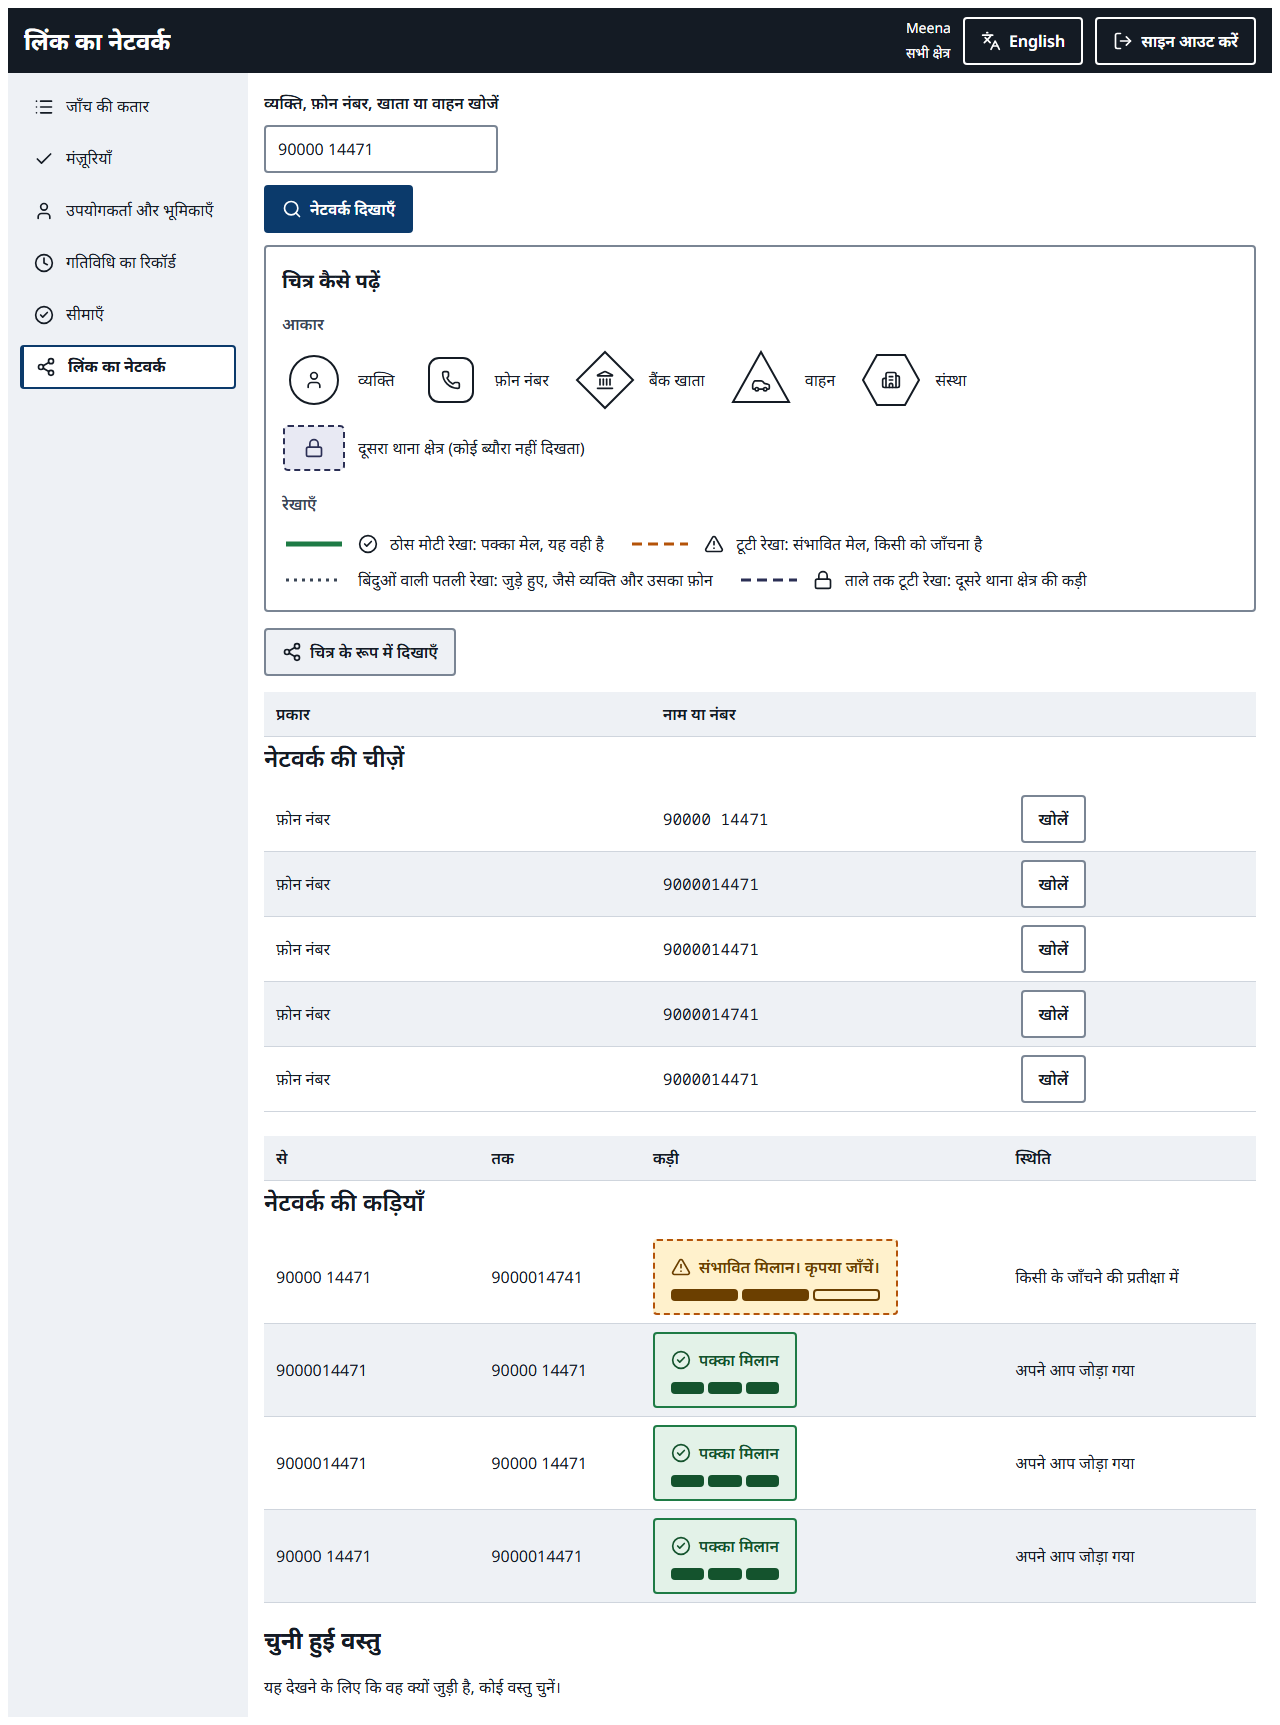 लिंक का नेटवर्क
Meena
सभी क्षेत्र
English
साइन आउट करें
जाँच की कतार
मंज़ूरियाँ
उपयोगकर्ता और भूमिकाएँ
गतिविधि का रिकॉर्ड
सीमाएँ
लिंक का नेटवर्क
व्यक्ति, फ़ोन नंबर, खाता या वाहन खोजें
90000 14471
नेटवर्क दिखाएँ
चित्र कैसे पढ़ें
आकार
व्यक्ति फ़ोन नंबर बैंक खाता वाहन संस्था
दूसरा थाना क्षेत्र (कोई ब्यौरा नहीं दिखता)
रेखाएँ
ठोस मोटी रेखा: पक्का मेल, यह वही है टूटी रेखा: संभावित मेल, किसी को जाँचना है
बिंदुओं वाली पतली रेखा: जुड़े हुए, जैसे व्यक्ति और उसका फ़ोन ताले तक टूटी रेखा: दूसरे थाना क्षेत्र की कड़ी
चित्र के रूप में दिखाएँ
प्रकार नाम या नंबर
नेटवर्क की चीज़ें
फ़ोन नंबर 90000 14471 खोलें
फ़ोन नंबर 9000014471 खोलें
फ़ोन नंबर 9000014471 खोलें
फ़ोन नंबर 9000014741 खोलें
फ़ोन नंबर 9000014471 खोलें
से तक कड़ी स्थिति
नेटवर्क की कड़ियाँ
90000 14471 9000014741 संभावित मिलान। कृपया जाँचें। किसी के जाँचने की प्रतीक्षा में
9000014471 90000 14471 पक्का मिलान अपने आप जोड़ा गया
9000014471 90000 14471 पक्का मिलान अपने आप जोड़ा गया
90000 14471 9000014471 पक्का मिलान अपने आप जोड़ा गया
चुनी हुई वस्तु
यह देखने के लिए कि वह क्यों जुड़ी है, कोई वस्तु चुनें।